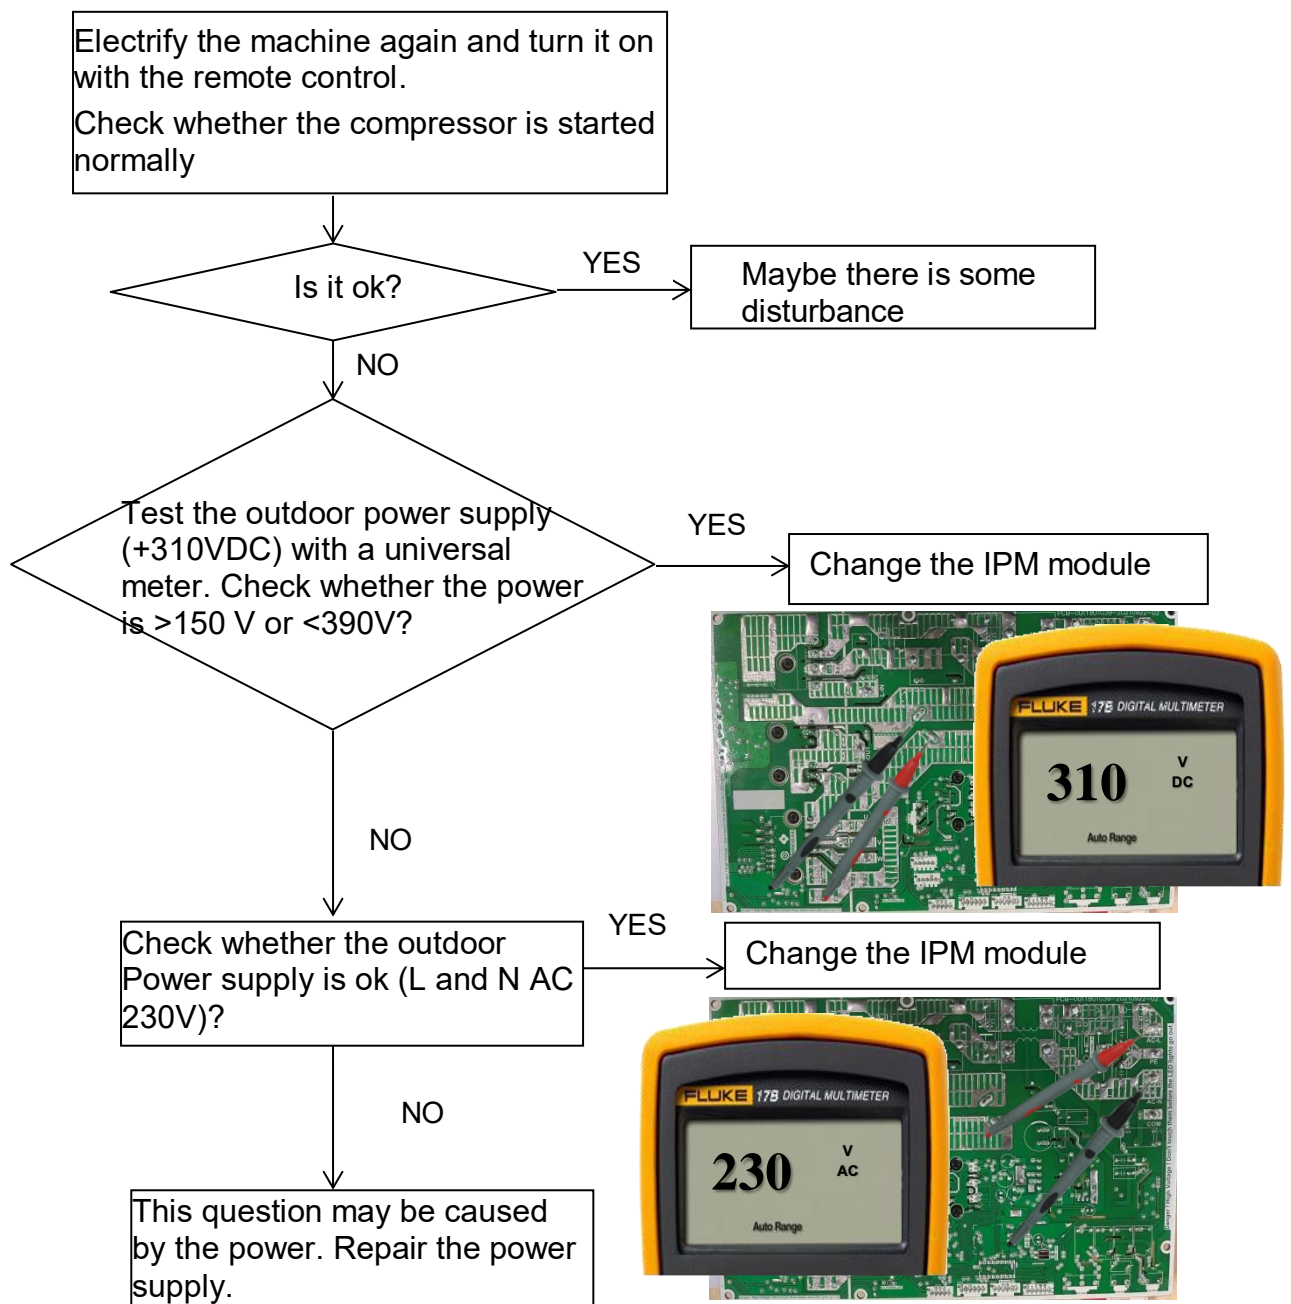 Electrify the machine again and turn it on
with the remote control.
Check whether the compressor is started
normally
Is it ok?
YES
Maybe there is some
disturbance
NO
Test the outdoor power supply
(+310VDC) with a universal
meter. Check whether the power
is >150 V or <390V?
YES
Change the IPM module
FLUKE 17B DIGITAL MULTIMETER
310
V
DC
Auto Range
NO
Check whether the outdoor
Power supply is ok (L and N AC
230V)?
YES
Change the IPM module
AC-L
PE
AC-N
COM
FLUKE 17B DIGITAL MULTIMETER
230
V
AC
Auto Range
NO
This question may be caused
by the power. Repair the power
supply.